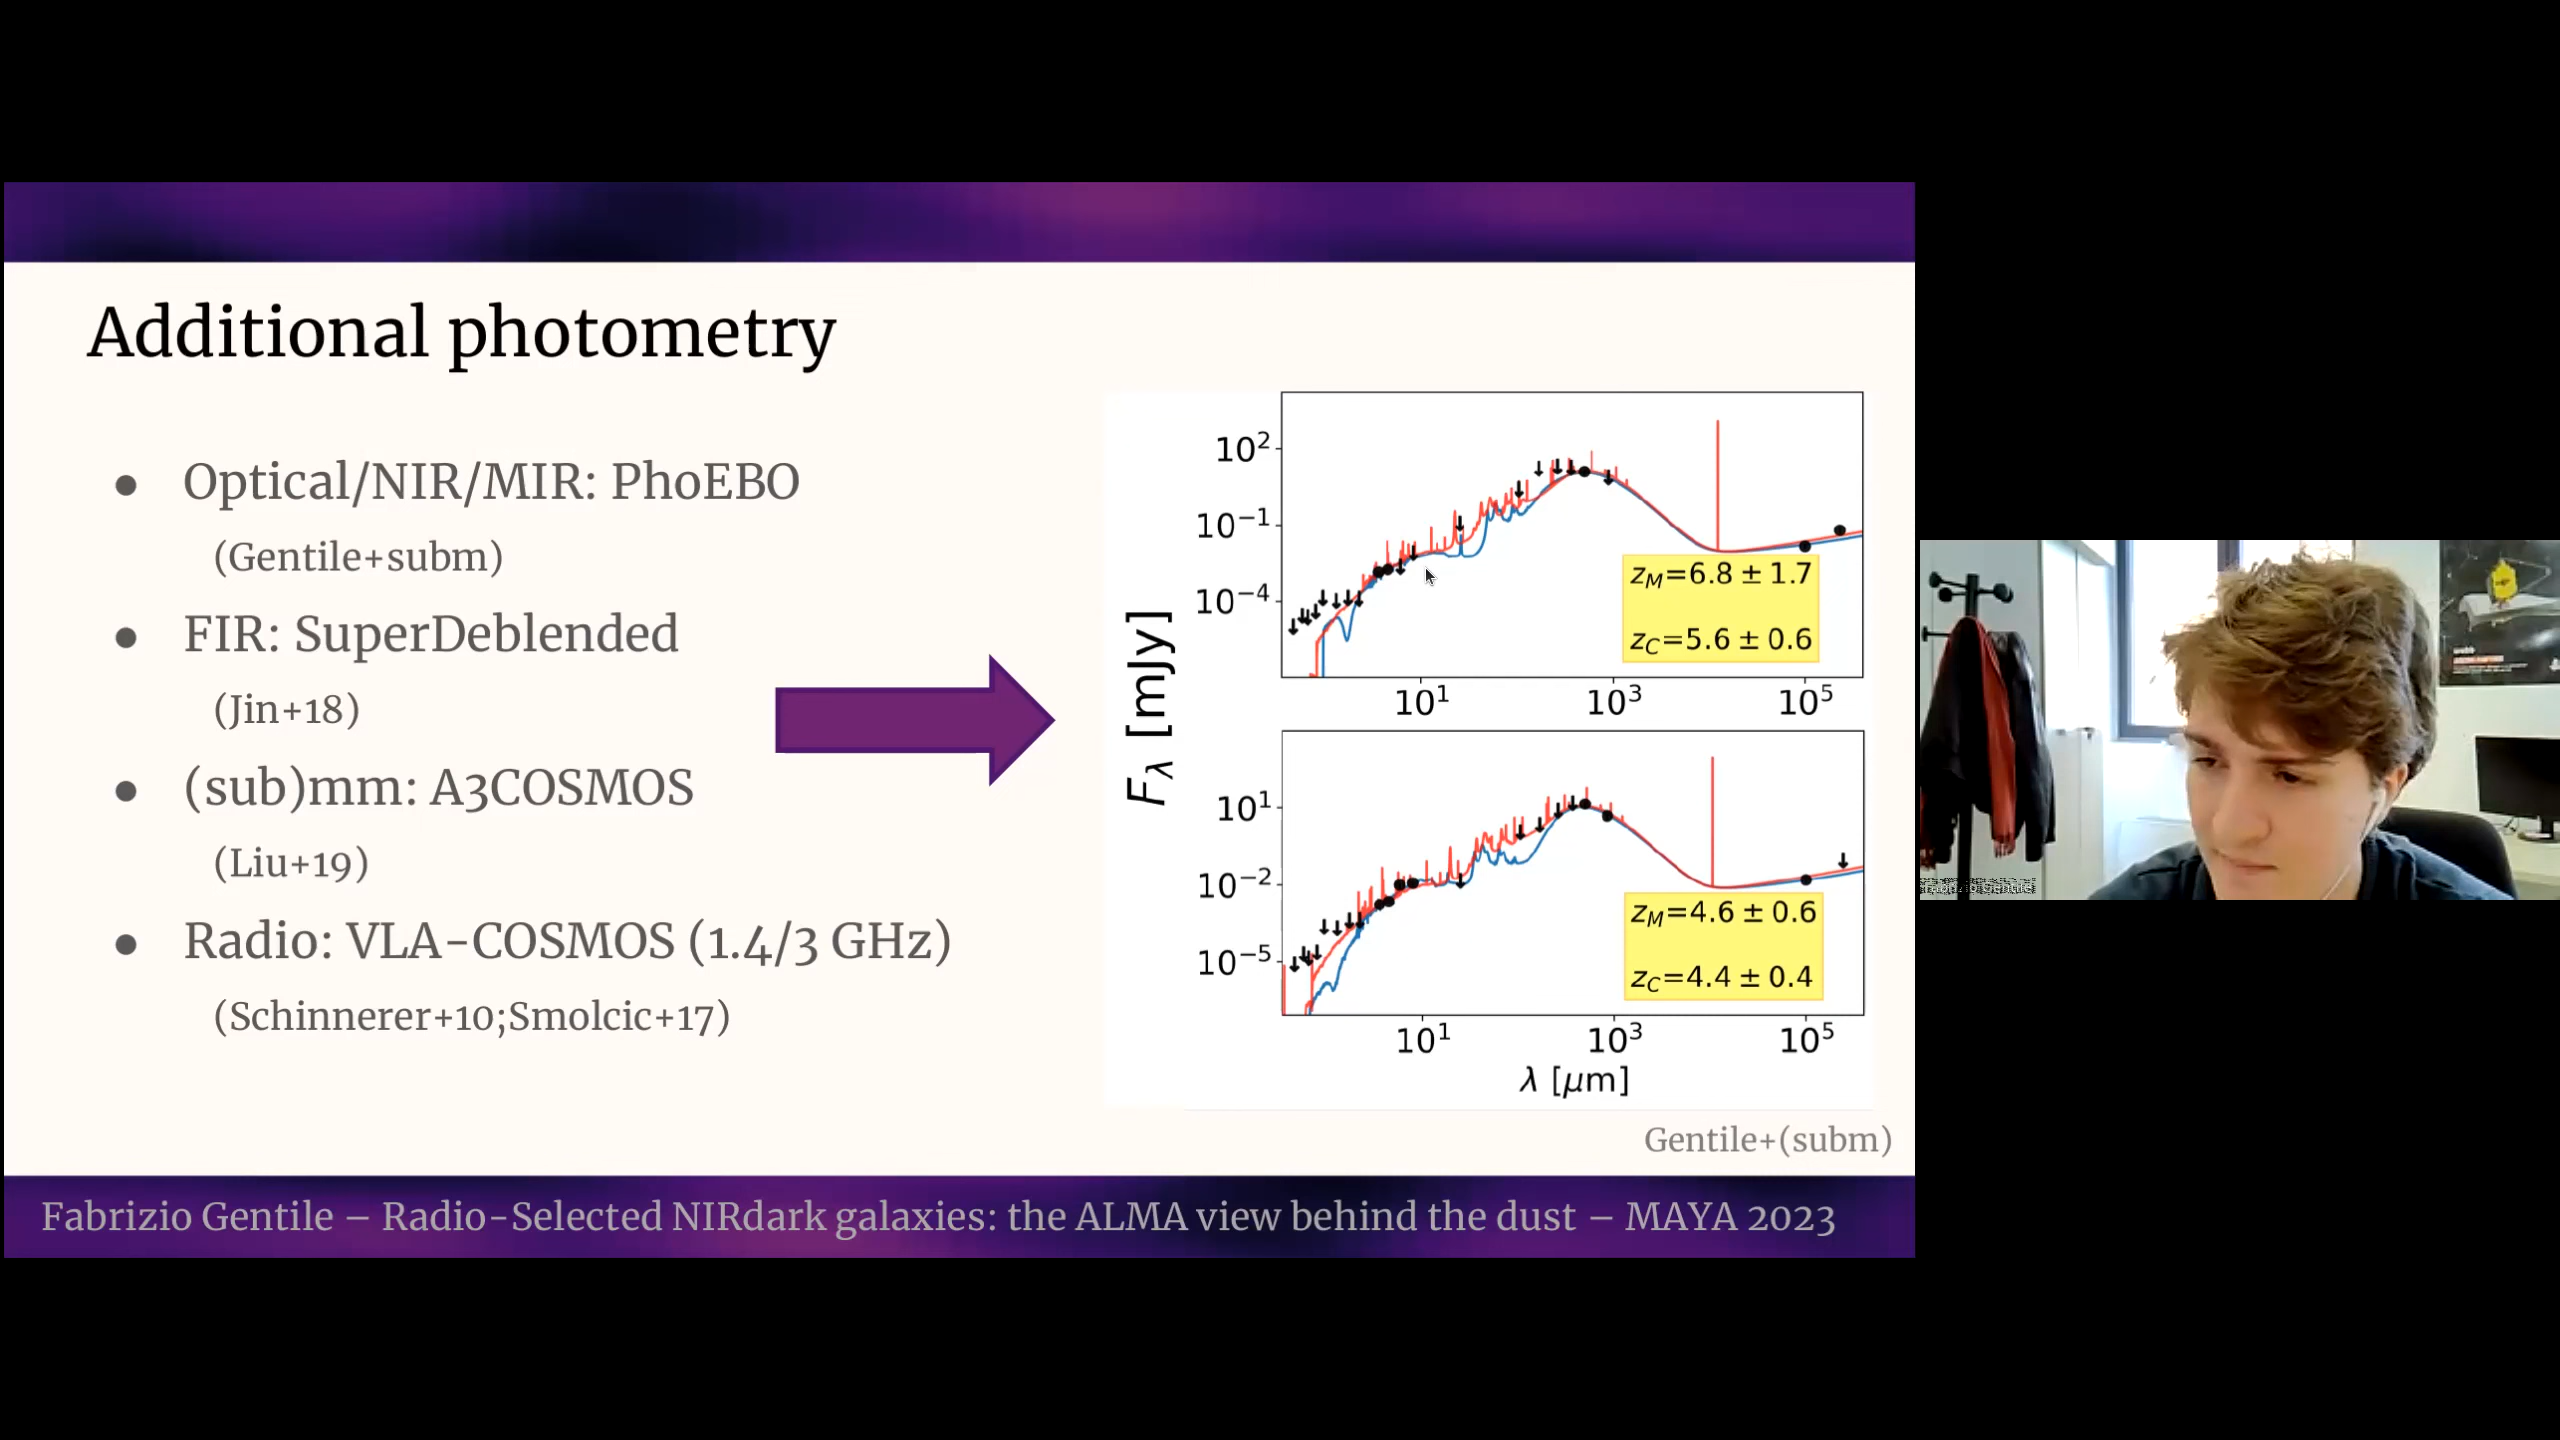 Additional photometry
● Optical/NIR/MIR: PhoEBO
(Gentile+subm)
● FIR: SuperDeblended
(Jin+18)
● (sub)mm: A3COSMOS
(Liu+19)
● Radio: VLA-COSMOS (1.4/3 GHz)
(Schinnerer+10;Smolcic+17)
F_λ [mJy]
10²
10⁻¹
10⁻⁴
z_M=6.8 ± 1.7
z_C=5.6 ± 0.6
10¹ 10³ 10⁵
10¹
10⁻²
10⁻⁵
z_M=4.6 ± 0.6
z_C=4.4 ± 0.4
10¹ 10³ 10⁵
λ [μm]
Gentile+(subm)
Fabrizio Gentile – Radio-Selected NIRdark galaxies: the ALMA view behind the dust – MAYA 2023
Fabrizio Gentile